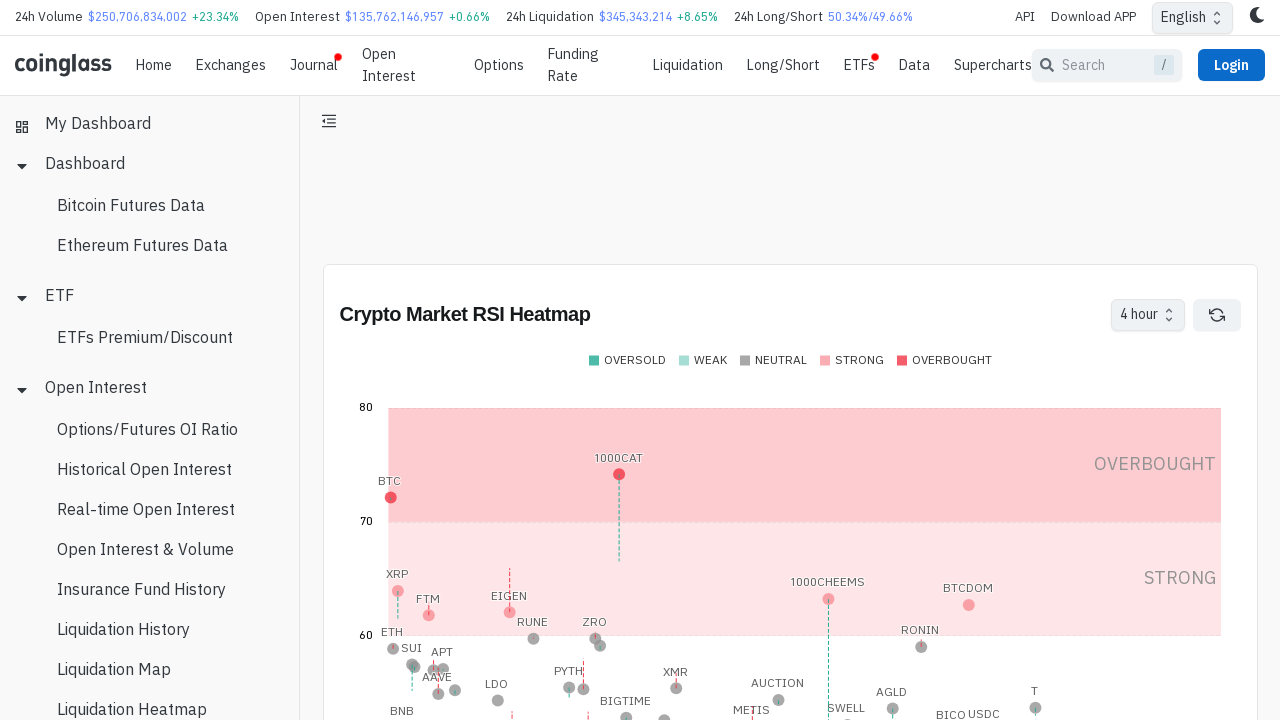 24h Volume $250,706,834,002 +23.34% Open Interest $135,762,146,957 +0.66% 24h Liquidation $345,343,214 +8.65% 24h Long/Short 50.34%/49.66% API Download APP English
coinglass Home Exchanges Journal Open Interest Options Funding Rate Liquidation Long/Short ETFs Data Supercharts Search / Login
My Dashboard
Dashboard
Bitcoin Futures Data
Ethereum Futures Data
ETF
ETFs Premium/Discount
Open Interest
Options/Futures OI Ratio
Historical Open Interest
Real-time Open Interest
Open Interest & Volume
Insurance Fund History
Liquidation History
Liquidation Map
Liquidation Heatmap
Crypto Market RSI Heatmap 4 hour
OVERSOLD WEAK NEUTRAL STRONG OVERBOUGHT
80
1000CAT OVERBOUGHT
BTC
70
XRP STRONG
1000CHEEMS BTCDOM
FTM EIGEN
RUNE ZRO
60 ETH RONIN
SUI APT
AAVE PYTH XMR
LDO AUCTION
BIGTIME AGLD T
BNB METIS SWELL BICO USDC